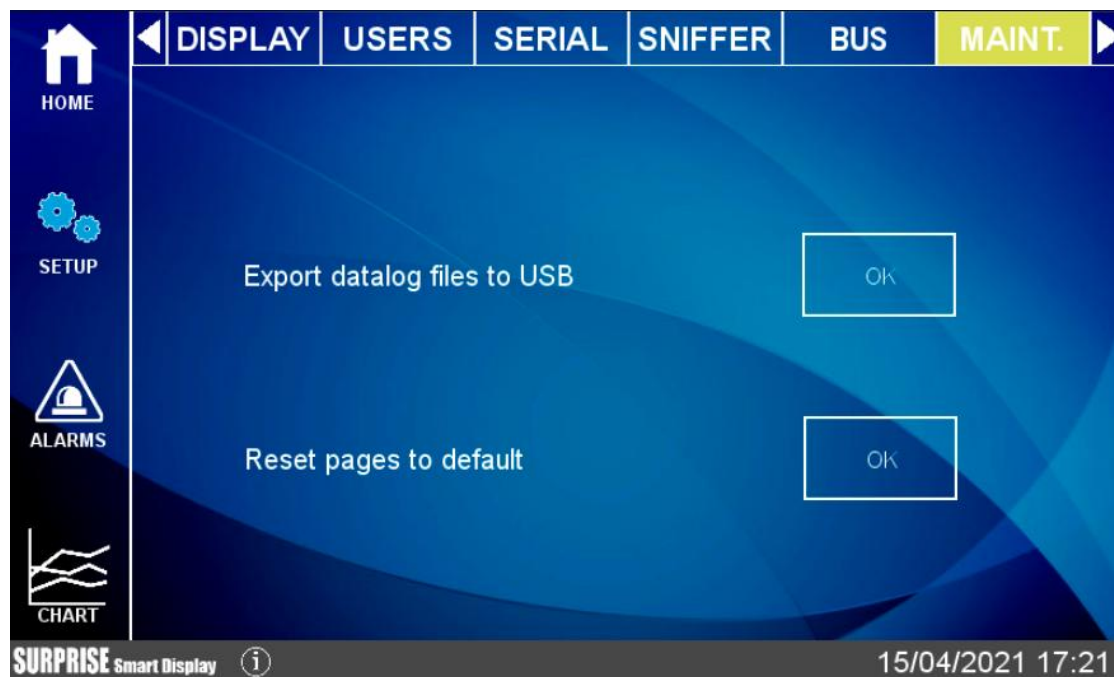 DISPLAY USERS SERIAL SNIFFER BUS MAINT.
HOME
SETUP
Export datalog files to USB OK
ALARMS
Reset pages to default OK
CHART
SURPRISE Smart Display i 15/04/2021 17:21